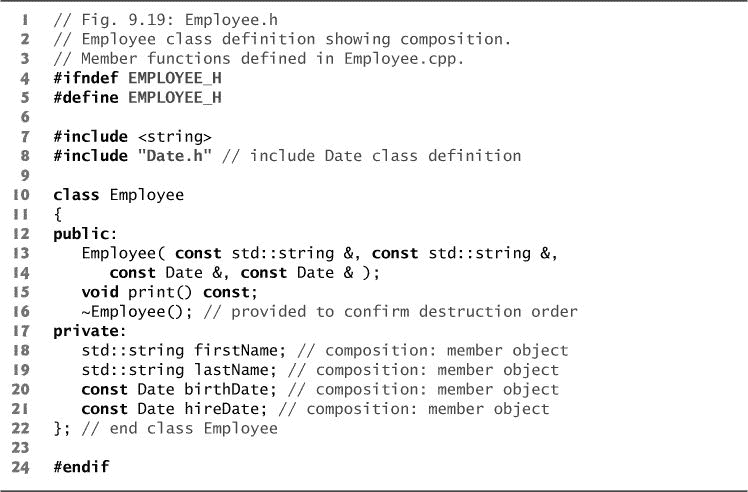 1 // Fig. 9.19: Employee.h
2 // Employee class definition showing composition.
3 // Member functions defined in Employee.cpp.
4 #ifndef EMPLOYEE_H
5 #define EMPLOYEE_H
6
7 #include <string>
8 #include "Date.h" // include Date class definition
9
10 class Employee
11 {
12 public:
13 Employee( const std::string &, const std::string &,
14 const Date &, const Date & );
15 void print() const;
16 ~Employee(); // provided to confirm destruction order
17 private:
18 std::string firstName; // composition: member object
19 std::string lastName; // composition: member object
20 const Date birthDate; // composition: member object
21 const Date hireDate; // composition: member object
22 }; // end class Employee
23
24 #endif